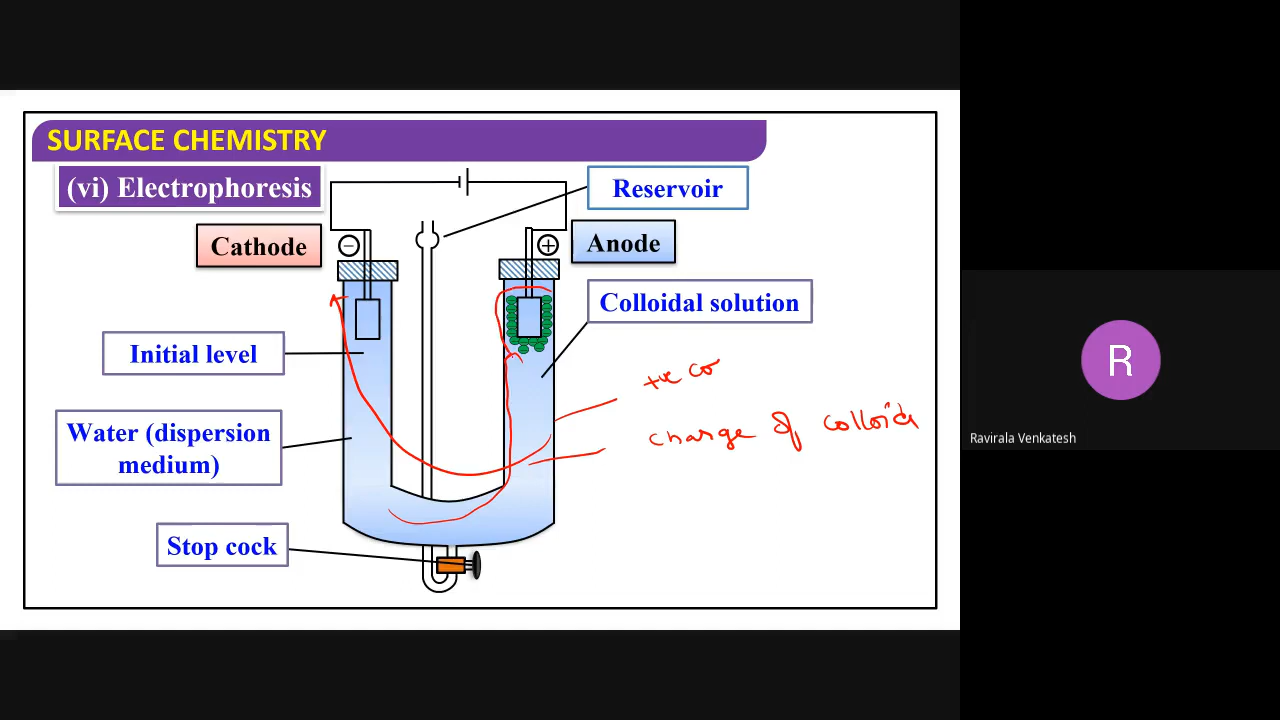 SURFACE CHEMISTRY
(vi) Electrophoresis
Reservoir
Cathode
−
+
Anode
Colloidal solution
Initial level
+ve co
Water (dispersion
medium)
charge of colloid
Stop cock
R
Ravirala Venkatesh